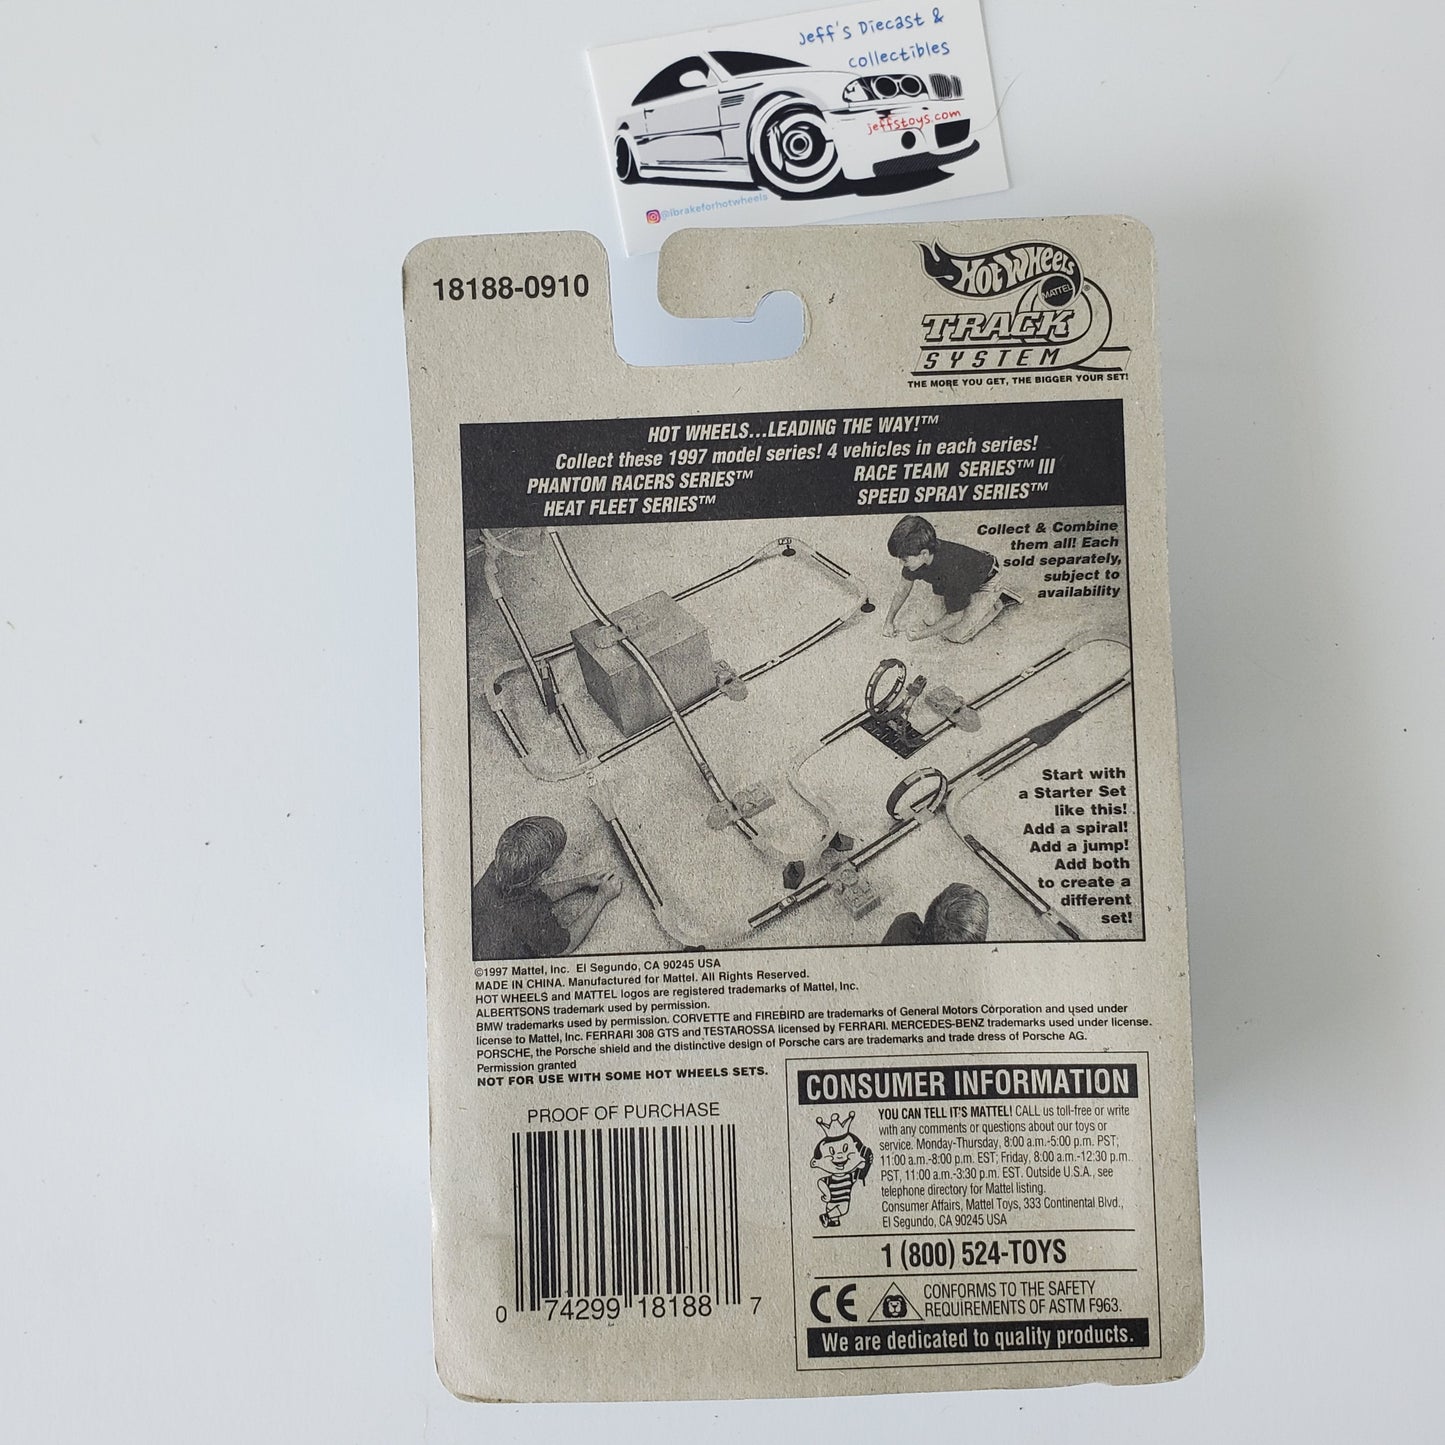 Jeff's Diecast &
collectibles
jeffstoys.com
@ibrakeforhotwheels
18188-0910
HOT WHEELS
MATTEL
®
TRACK
SYSTEM
THE MORE YOU GET, THE BIGGER YOUR SET!
HOT WHEELS...LEADING THE WAY!™
Collect these 1997 model series! 4 vehicles in each series!
PHANTOM RACERS SERIES™ RACE TEAM SERIES™ III
HEAT FLEET SERIES™ SPEED SPRAY SERIES™
Collect & Combine
them all! Each
sold separately,
subject to
availability
Start with
a Starter Set
like this!
Add a spiral!
Add a jump!
Add both
to create a
different
set!
©1997 Mattel, Inc. El Segundo, CA 90245 USA
MADE IN CHINA. Manufactured for Mattel. All Rights Reserved.
HOT WHEELS and MATTEL logos are registered trademarks of Mattel, Inc.
ALBERTSONS trademark used by permission.
BMW trademarks used by permission. CORVETTE and FIREBIRD are trademarks of General Motors Corporation and used under
license to Mattel, Inc. FERRARI 308 GTS and TESTAROSSA licensed by FERRARI. MERCEDES-BENZ trademarks used under license.
PORSCHE, the Porsche shield and the distinctive design of Porsche cars are trademarks and trade dress of Porsche AG.
Permission granted
NOT FOR USE WITH SOME HOT WHEELS SETS.
PROOF OF PURCHASE
0 74299 18188 7
CONSUMER INFORMATION
YOU CAN TELL IT'S MATTEL! CALL us toll-free or write
with any comments or questions about our toys or
service. Monday-Thursday, 8:00 a.m.-5:00 p.m. PST;
11:00 a.m.-8:00 p.m. EST; Friday, 8:00 a.m.-12:30 p.m.
PST, 11:00 a.m.-3:30 p.m. EST. Outside U.S.A., see
telephone directory for Mattel listing.
Consumer Affairs, Mattel Toys, 333 Continental Blvd.,
El Segundo, CA 90245 USA
1 (800) 524-TOYS
CE
CONFORMS TO THE SAFETY
REQUIREMENTS OF ASTM F963.
We are dedicated to quality products.